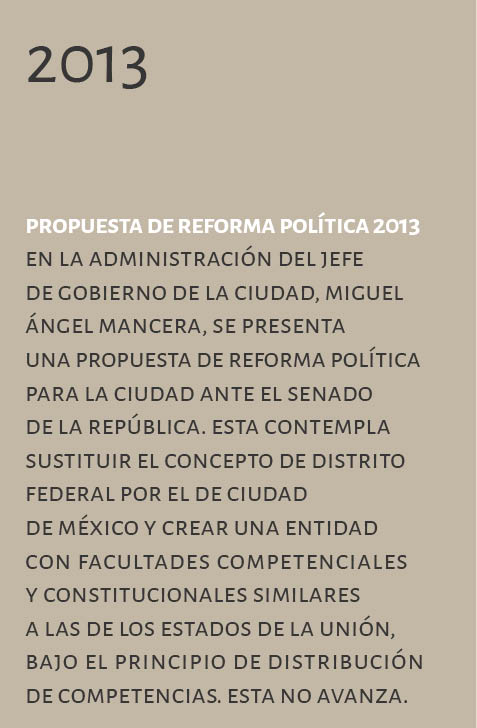 2013
PROPUESTA DE REFORMA POLÍTICA 2013
EN LA ADMINISTRACIÓN DEL JEFE
DE GOBIERNO DE LA CIUDAD, MIGUEL
ÁNGEL MANCERA, SE PRESENTA
UNA PROPUESTA DE REFORMA POLÍTICA
PARA LA CIUDAD ANTE EL SENADO
DE LA REPÚBLICA. ESTA CONTEMPLA
SUSTITUIR EL CONCEPTO DE DISTRITO
FEDERAL POR EL DE CIUDAD
DE MÉXICO Y CREAR UNA ENTIDAD
CON FACULTADES COMPETENCIALES
Y CONSTITUCIONALES SIMILARES
A LAS DE LOS ESTADOS DE LA UNIÓN,
BAJO EL PRINCIPIO DE DISTRIBUCIÓN
DE COMPETENCIAS. ESTA NO AVANZA.